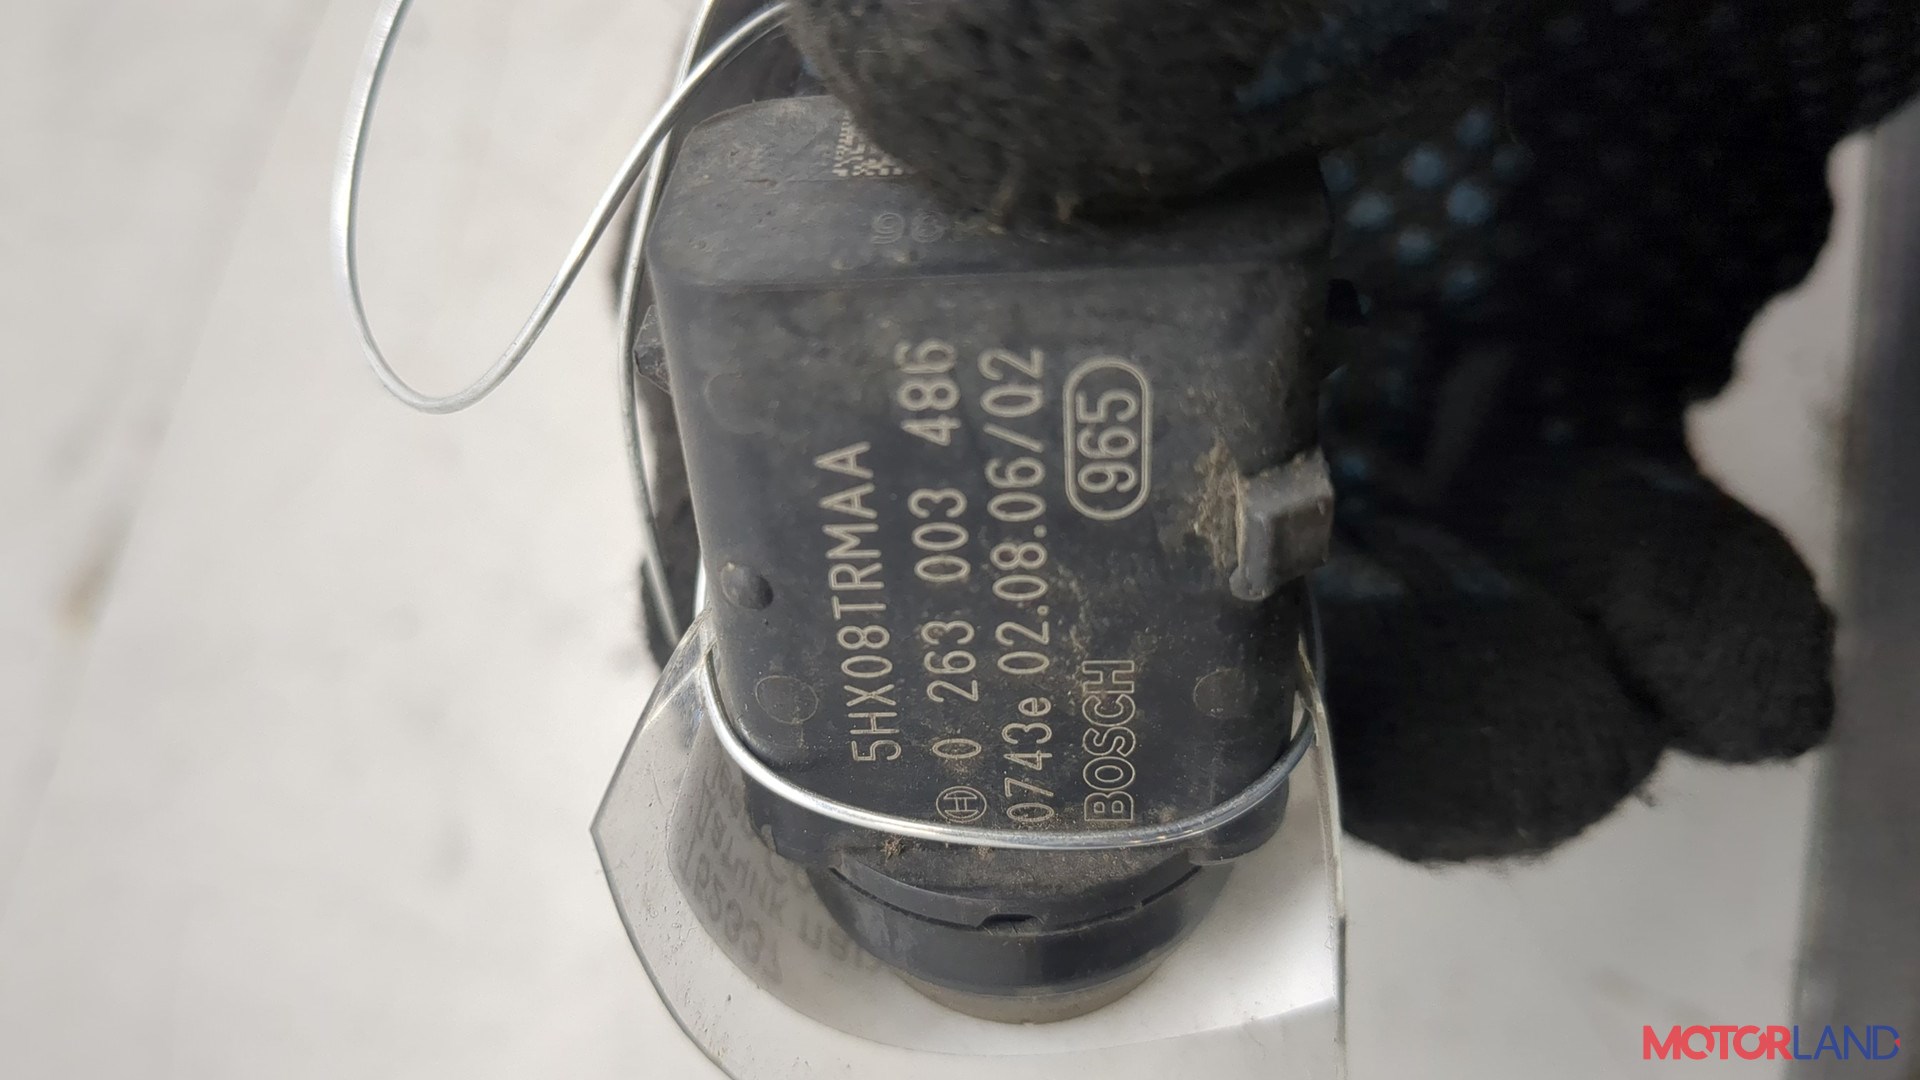 5HX08TRMAA
0 263 003 486
0743e 02.08.06/02
BOSCH 965
MOTORLAND